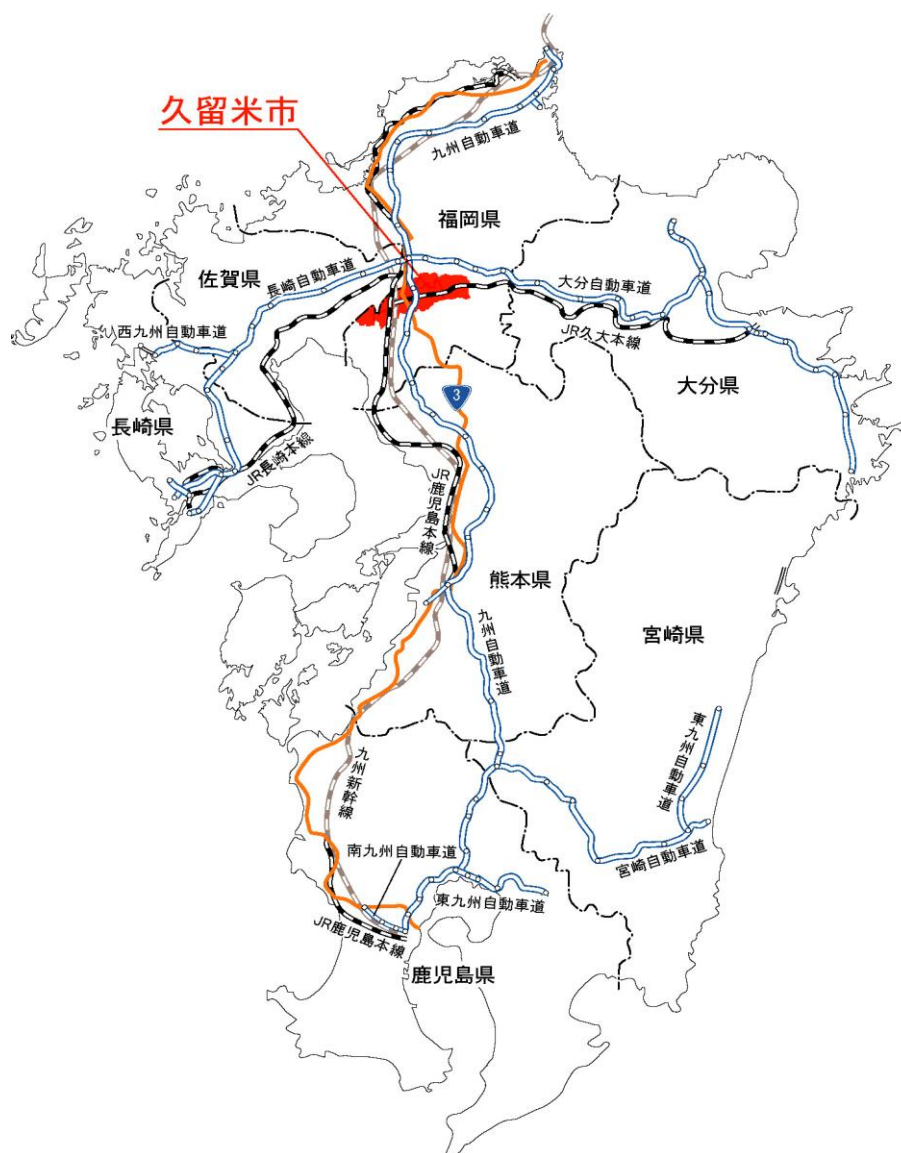 久留米市
九州自動車道
福岡県
佐賀県
長崎自動車道
大分自動車道
西九州自動車道
JR久大本線
大分県
3
長崎県
JR長崎本線
JR鹿児島本線
熊本県
九州自動車道
宮崎県
東九州自動車道
九州新幹線
南九州自動車道
宮崎自動車道
東九州自動車道
JR鹿児島本線
鹿児島県